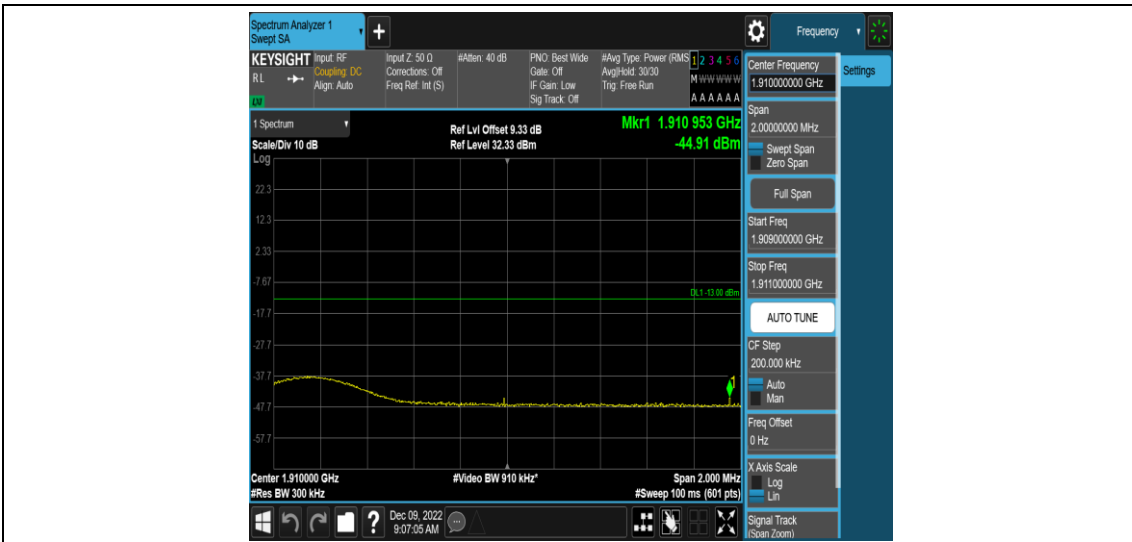 Spectrum Analyzer 1
Swept SA
+
Frequency
KEYSIGHT
RL
LXI
Input: RF
Coupling: DC
Align: Auto
Input Z: 50 Ω
Corrections: Off
Freq Ref: Int (S)
#Atten: 40 dB
PNO: Best Wide
Gate: Off
IF Gain: Low
Sig Track: Off
#Avg Type: Power (RMS
Avg|Hold: 30/30
Trig: Free Run
1 2 3 4 5 6
M W W W W W
A A A A A A
Center Frequency
1.910000000 GHz
Settings
Span
2.00000000 MHz
Swept Span
Zero Span
Full Span
Start Freq
1.909000000 GHz
Stop Freq
1.911000000 GHz
AUTO TUNE
CF Step
200.000 kHz
Auto
Man
Freq Offset
0 Hz
X Axis Scale
Log
Lin
Signal Track
(Span Zoom)
1 Spectrum
Scale/Div 10 dB
Log
Ref Lvl Offset 9.33 dB
Ref Level 32.33 dBm
Mkr1 1.910 953 GHz
-44.91 dBm
22.3
12.3
2.33
-7.67
DL1 -13.00 dBm
-17.7
-27.7
-37.7
1
-47.7
-57.7
Center 1.910000 GHz
#Video BW 910 kHz*
Span 2.000 MHz
#Res BW 300 kHz
#Sweep 100 ms (601 pts)
?
Dec 09, 2022
9:07:05 AM